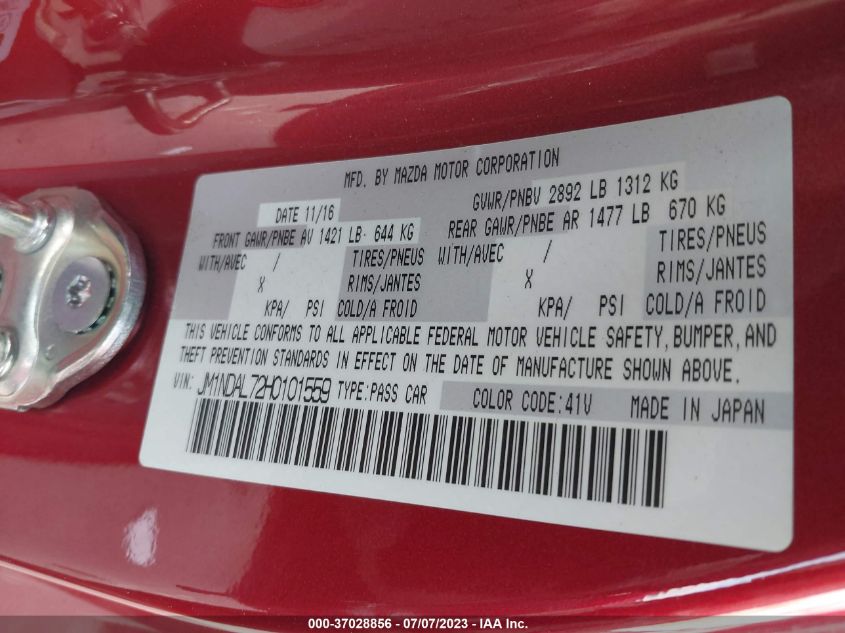 MFD. BY MAZDA MOTOR CORPORATION
DATE 11/16 GVWR/PNBV 2892 LB 1312 KG
FRONT GAWR/PNBE AV 1421 LB 644 KG REAR GAWR/PNBE AR 1477 LB 670 KG
WITH/AVEC / TIRES/PNEUS WITH/AVEC / TIRES/PNEUS
X RIMS/JANTES X RIMS/JANTES
KPA/ PSI COLD/A FROID KPA/ PSI COLD/A FROID
THIS VEHICLE CONFORMS TO ALL APPLICABLE FEDERAL MOTOR VEHICLE SAFETY, BUMPER, AND
THEFT PREVENTION STANDARDS IN EFFECT ON THE DATE OF MANUFACTURE SHOWN ABOVE.
VIN: JM1NDAL72H0101559 TYPE:PASS CAR COLOR CODE:41V MADE IN JAPAN
000-37028856 - 07/07/2023 - IAA Inc.